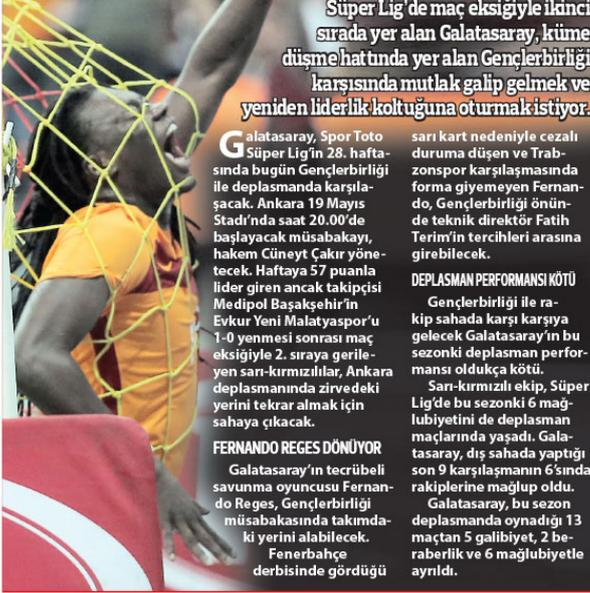 Süper Lig'de maç eksiğiyle ikinci
sırada yer alan Galatasaray, küme
düşme hattında yer alan Gençlerbirliği
karşısında mutlak galip gelmek ve
yeniden liderlik koltuğuna oturmak istiyor.
Galatasaray, Spor Toto
Süper Lig'in 28. hafta-
sında bugün Gençlerbirliği
ile deplasmanda karşıla-
şacak. Ankara 19 Mayıs
Stadı'nda saat 20.00'de
başlayacak müsabakayı,
hakem Cüneyt Çakır yöne-
tecek. Haftaya 57 puanla
lider giren ancak takipçisi
Medipol Başakşehir'in
Evkur Yeni Malatyaspor'u
1-0 yenmesi sonrası maç
eksiğiyle 2. sıraya gerile-
yen sarı-kırmızılılar, Ankara
deplasmanında zirvedeki
yerini tekrar almak için
sahaya çıkacak.
FERNANDO REGES DÖNÜYOR
Galatasaray'ın tecrübeli
savunma oyuncusu Fernan-
do Reges, Gençlerbirliği
müsabakasında takımda-
ki yerini alabilecek.
Fenerbahçe
derbisinde gördüğü
sarı kart nedeniyle cezalı
duruma düşen ve Trab-
zonspor karşılaşmasında
forma giyemeyen Fernan-
do, Gençlerbirliği önün-
de teknik direktör Fatih
Terim'in tercihleri arasına
girebilecek.
DEPLASMAN PERFORMANSI KÖTÜ
Gençlerbirliği ile ra-
kip sahada karşı karşıya
gelecek Galatasaray'ın bu
sezonki deplasman perfor-
mansı oldukça kötü.
Sarı-kırmızılı ekip, Süper
Lig'de bu sezonki 6 mağ-
lubiyetini de deplasman
maçlarında yaşadı. Gala-
tasaray, dış sahada yaptığı
son 9 karşılaşmanın 6'sında
rakiplerine mağlup oldu.
Galatasaray, bu sezon
deplasmanda oynadığı 13
maçtan 5 galibiyet, 2 be-
raberlik ve 6 mağlubiyetle
ayrıldı.